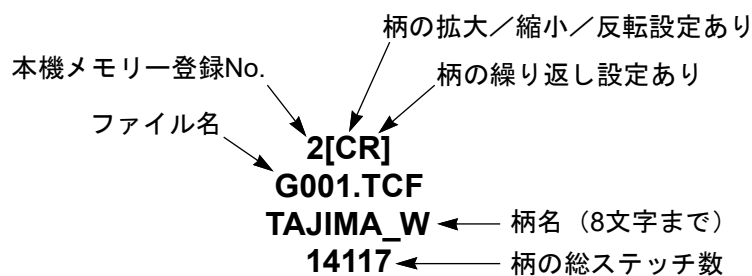 柄の拡大／縮小／反転設定あり
本機メモリー登録No.
柄の繰り返し設定あり
ファイル名
2[CR]
G001.TCF
TAJIMA_W
柄名（8文字まで）
14117
柄の総ステッチ数